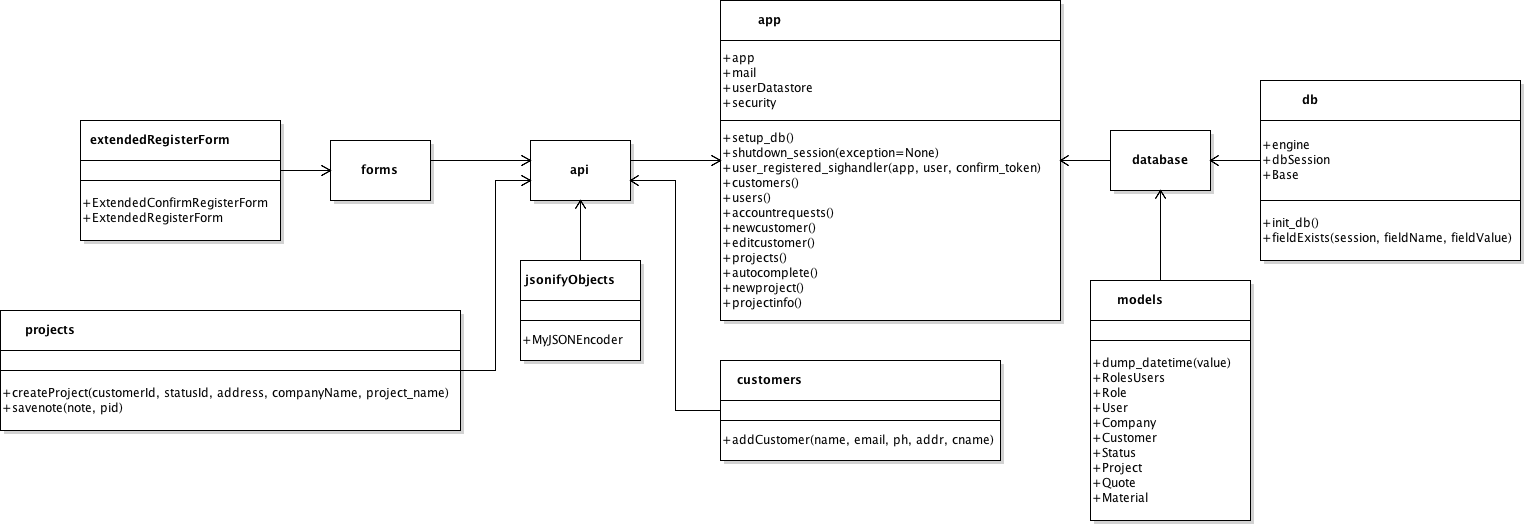 app
+app
+mail
+userDatastore
+security
+setup_db()
+shutdown_session(exception=None)
+user_registered_sighandler(app, user, confirm_token)
+customers()
+users()
+accountrequests()
+newcustomer()
+editcustomer()
+projects()
+autocomplete()
+newproject()
+projectinfo()
db
+engine
+dbSession
+Base
+init_db()
+fieldExists(session, fieldName, fieldValue)
extendedRegisterForm
+ExtendedConfirmRegisterForm
+ExtendedRegisterForm
forms
api
database
jsonifyObjects
+MyJSONEncoder
models
+dump_datetime(value)
+RolesUsers
+Role
+User
+Company
+Customer
+Status
+Project
+Quote
+Material
projects
+createProject(customerId, statusId, address, companyName, project_name)
+savenote(note, pid)
customers
+addCustomer(name, email, ph, addr, cname)